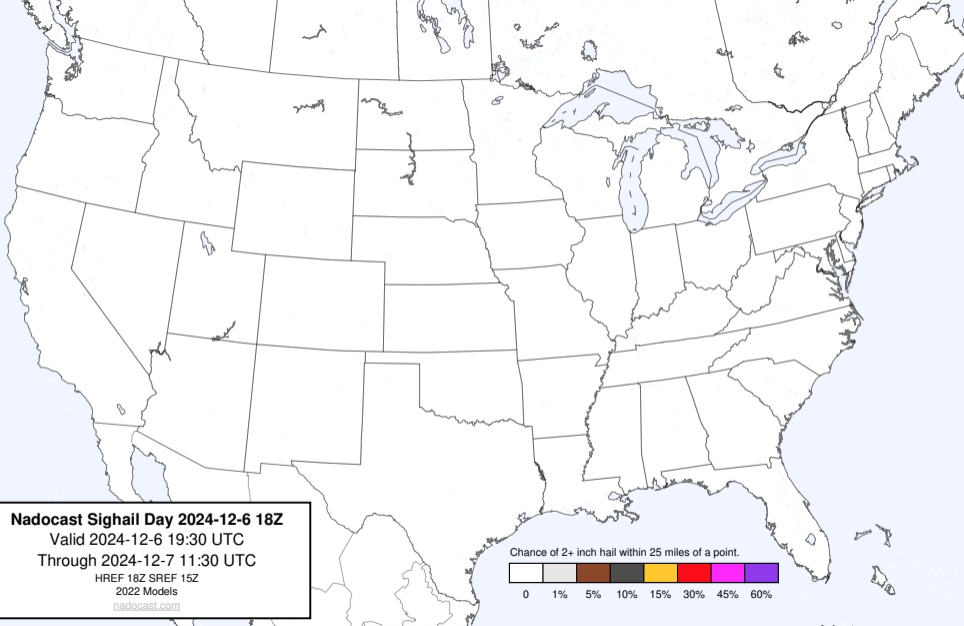 Nadocast Sighail Day 2024-12-6 18Z
Valid 2024-12-6 19:30 UTC
Through 2024-12-7 11:30 UTC
HREF 18Z SREF 15Z
2022 Models
nadocast.com
Chance of 2+ inch hail within 25 miles of a point.
0 1% 5% 10% 15% 30% 45% 60%